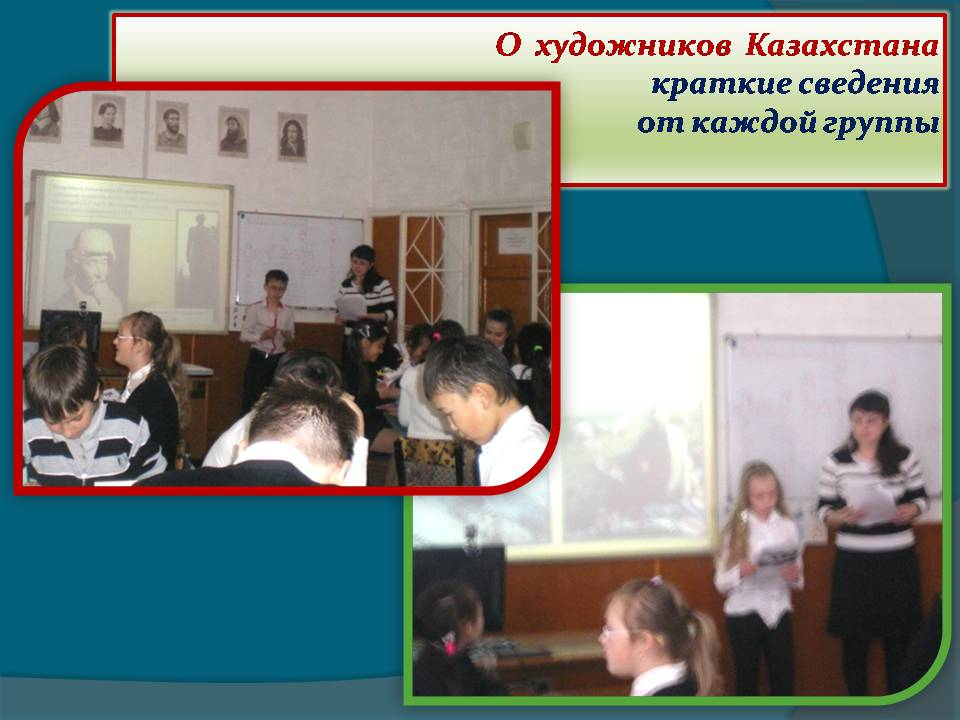 О художников Казахстана
краткие сведения
от каждой группы